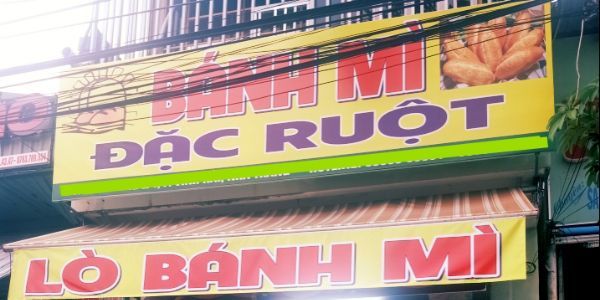 BÁNH MÌ
ĐẶC RUỘT
LÒ BÁNH MÌ